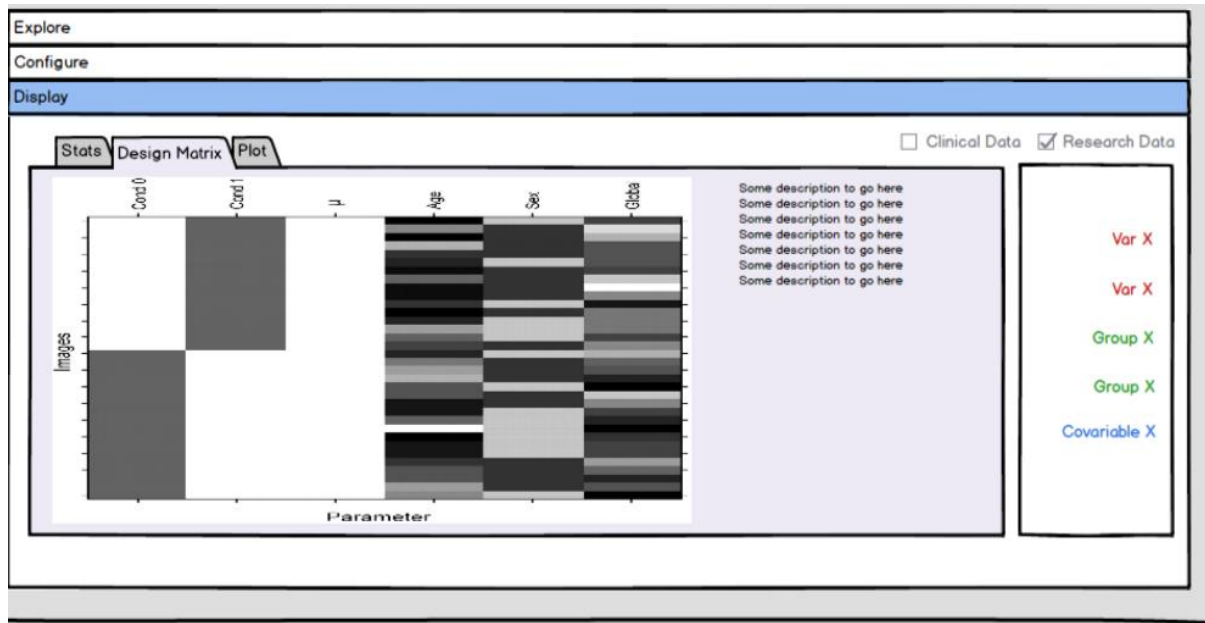 Explore
Configure
Display
Stats
Design Matrix
Plot
Clinical Data
Research Data
Cond 0
Cond 1
μ
Age
Sex
Globa
Images
Parameter
Some description to go here
Some description to go here
Some description to go here
Some description to go here
Some description to go here
Some description to go here
Some description to go here
Var X
Var X
Group X
Group X
Covariable X